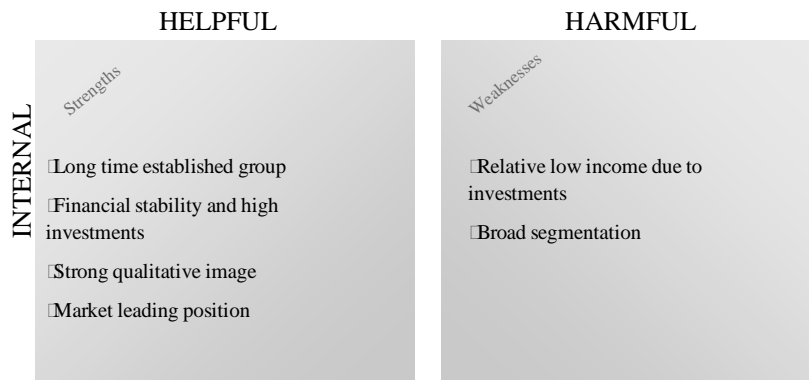 HELPFUL
HARMFUL
INTERNAL
Strengths
Long time established group
Financial stability and high
investments
Strong qualitative image
Market leading position
Weaknesses
Relative low income due to
investments
Broad segmentation